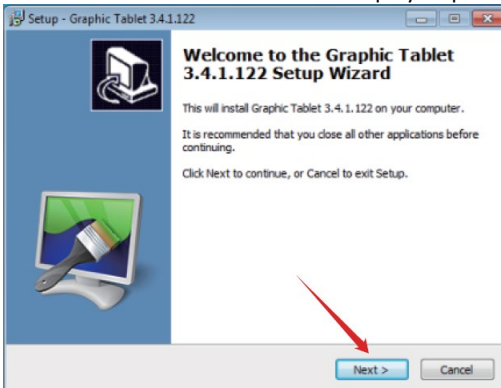 Setup - Graphic Tablet 3.4.1.122
Welcome to the Graphic Tablet
3.4.1.122 Setup Wizard
This will install Graphic Tablet 3.4.1.122 on your computer.
It is recommended that you close all other applications before
continuing.
Click Next to continue, or Cancel to exit Setup.
Next >
Cancel